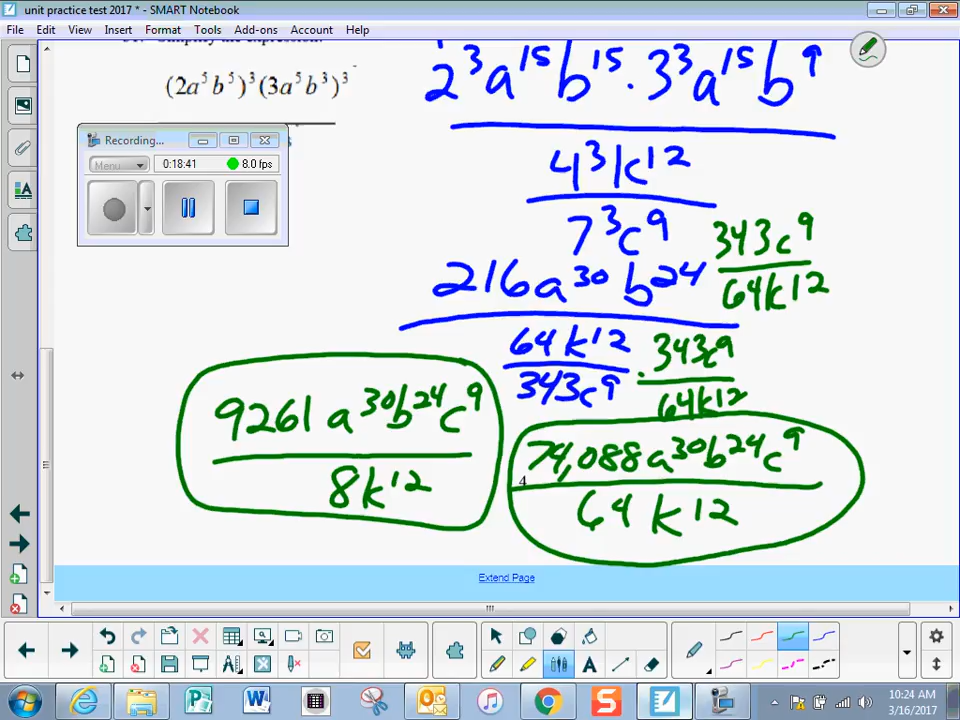 unit practice test 2017 * - SMART Notebook
File Edit View Insert Format Tools Add-ons Account Help
Simplify the expression.
(2a⁵b⁵)³(3a⁵b³)³
2³a¹⁵b¹⁵ · 3³a¹⁵b⁹
Recording...
Menu 0:18:41 8.0 fps
4³k¹²
7³c⁹
343c⁹
64k12
216a³⁰b²⁴
64k¹²
343c⁹
· 343c⁹
64k12
9261a³⁰b²⁴c⁹
8k¹²
74,088a³⁰b²⁴c⁹
4
64k12
Extend Page
10:24 AM
3/16/2017